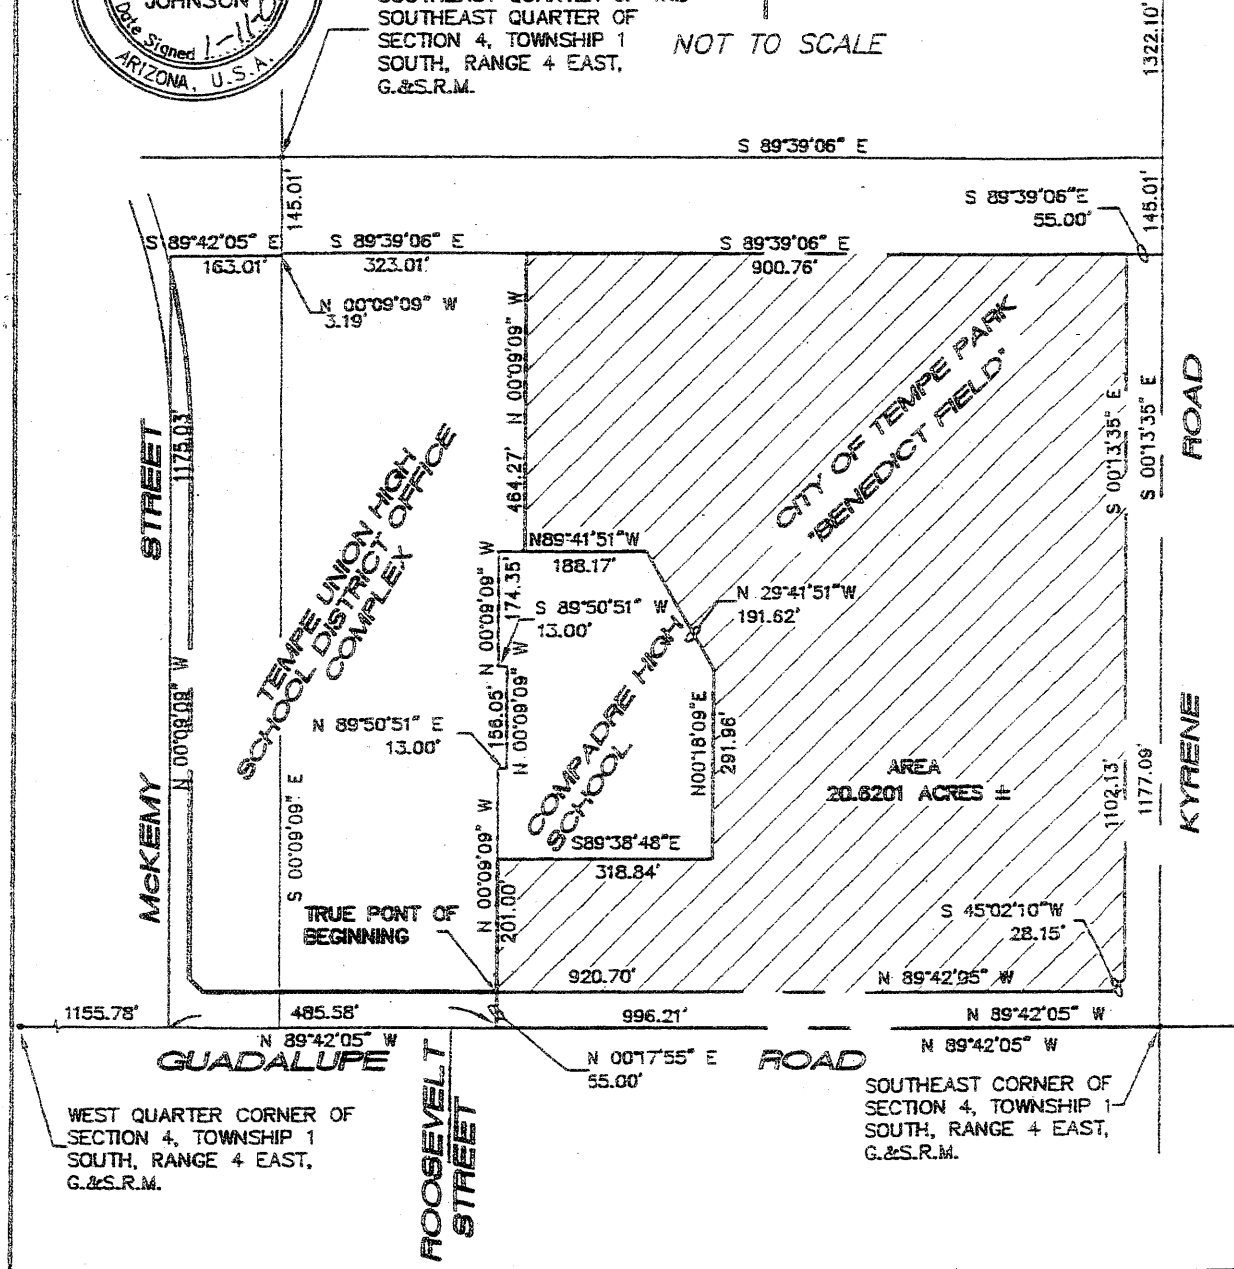 JOHNSON
Date Signed 1-11-0
ARIZONA, U.S.A.
SOUTHEAST QUARTER OF THE
SOUTHEAST QUARTER OF
SECTION 4, TOWNSHIP 1
SOUTH, RANGE 4 EAST,
G.&S.R.M.
NOT TO SCALE
1322.10'
S 89°39'06" E
145.01'
S 89°39'06"E
55.00'
145.01'
S 89°42'05" E
163.01'
S 89°39'06" E
323.01'
S 89°39'06" E
900.76'
N 00°09'09" W
3.19'
N 00°09'09" W
464.27'
CITY OF TEMPE PARK
"BENEDICT FIELD"
S 00°13'35" E
S 00°13'35" E
ROAD
STREET
1175.03'
TEMPE UNION HIGH
SCHOOL DISTRICT OFFICE
COMPLEX
N89°41'51"W
188.17'
N 00°09'09" W
174.35'
S 89°50'51" W
13.00'
N 29°41'51"W
191.62'
N 00°09'09" W
N 00°09'09" W
156.05'
N 89°50'51" E
13.00'
COMPADRE HIGH
SCHOOL
N00°18'09"E
291.96'
AREA
20.6201 ACRES ±
1102.13'
1177.09'
KYRENE
McKEMY
S 00°09'09" E
S89°38'48"E
318.84'
N 00°09'09" W
201.00'
TRUE PONT OF
BEGINNING
S 45°02'10"W
28.15'
920.70'
N 89°42'05" W
1155.78'
485.58'
996.21'
N 89°42'05" W
N 89°42'05" W
N 89°42'05" W
GUADALUPE
ROAD
N 00°17'55" E
55.00'
ROOSEVELT
STREET
WEST QUARTER CORNER OF
SECTION 4, TOWNSHIP 1
SOUTH, RANGE 4 EAST,
G.&S.R.M.
SOUTHEAST CORNER OF
SECTION 4, TOWNSHIP 1
SOUTH, RANGE 4 EAST,
G.&S.R.M.